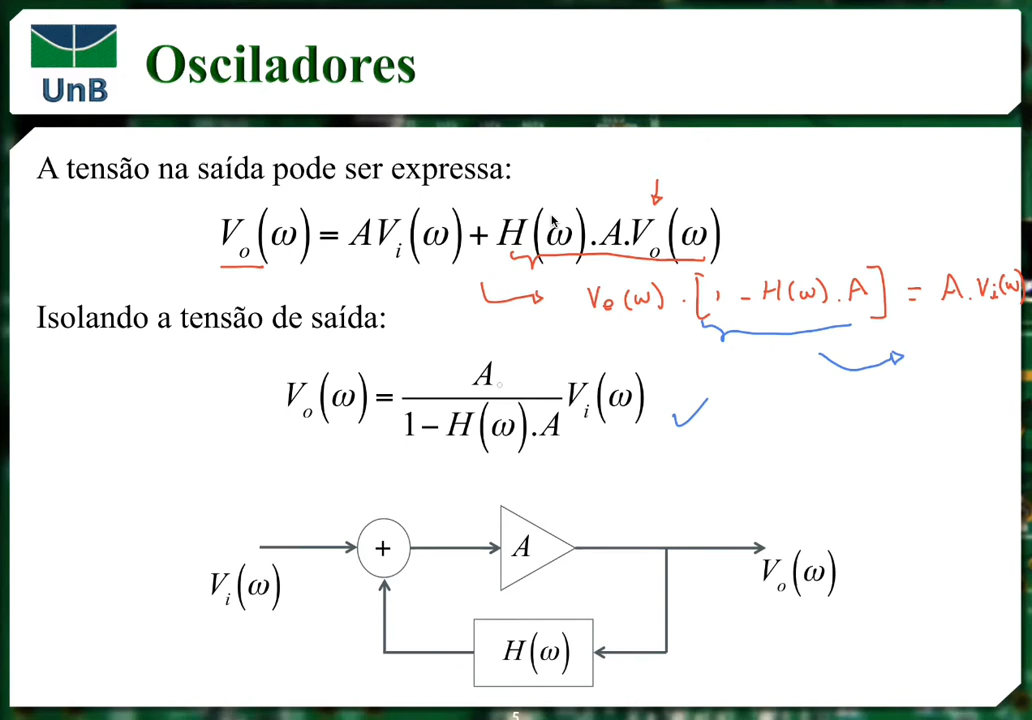 UnB
Osciladores
A tensão na saída pode ser expressa:
V_o(ω) = AV_i(ω) + H(ω).A.V_o(ω)
V_o(ω) . [1 - H(ω).A] = A.V_i(ω)
Isolando a tensão de saída:
V_o(ω) = A / (1 − H(ω).A) V_i(ω)
+
A
V_i(ω)
V_o(ω)
H(ω)
5